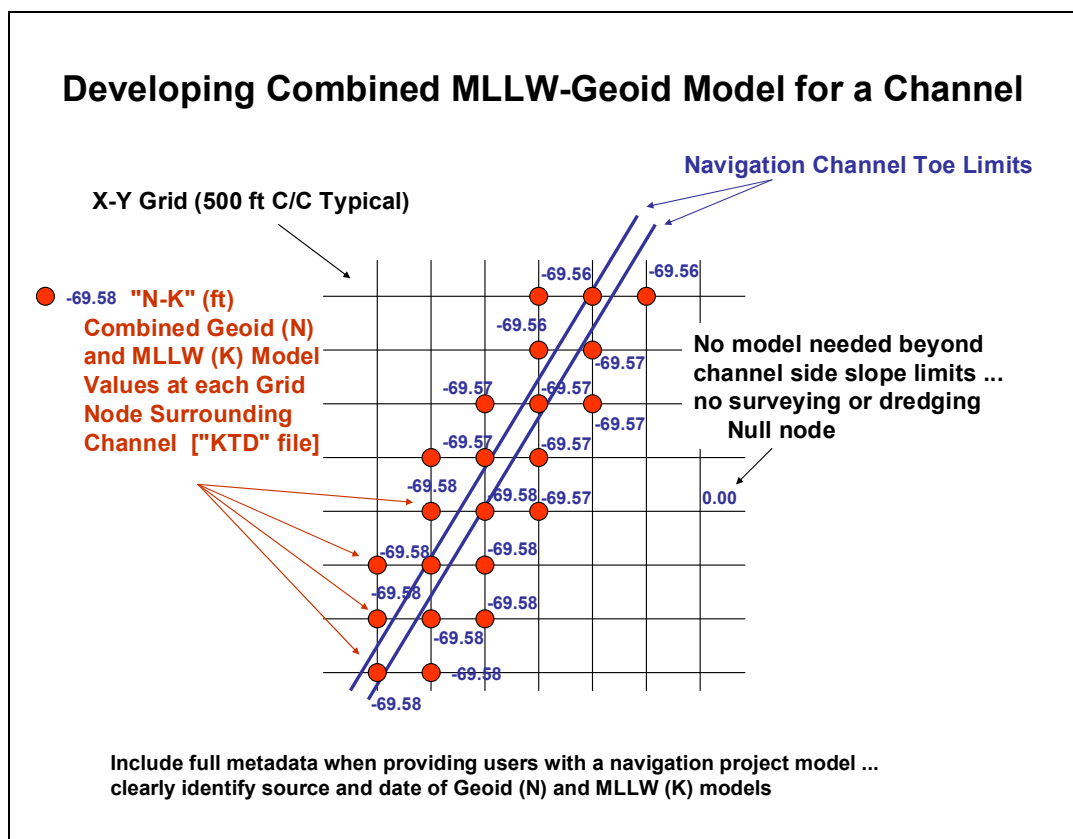 Developing Combined MLLW-Geoid Model for a Channel
Navigation Channel Toe Limits
X-Y Grid (500 ft C/C Typical)
-69.58 "N-K" (ft)
Combined Geoid (N)
and MLLW (K) Model
Values at each Grid
Node Surrounding
Channel ["KTD" file]
-69.56
-69.56
-69.56
-69.57
-69.57
-69.57
-69.57
-69.57
-69.58
-69.58
-69.57
-69.58
-69.58
-69.58
-69.58
-69.58
-69.58
-69.58
No model needed beyond
channel side slope limits ...
no surveying or dredging
Null node
0.00
Include full metadata when providing users with a navigation project model ...
clearly identify source and date of Geoid (N) and MLLW (K) models